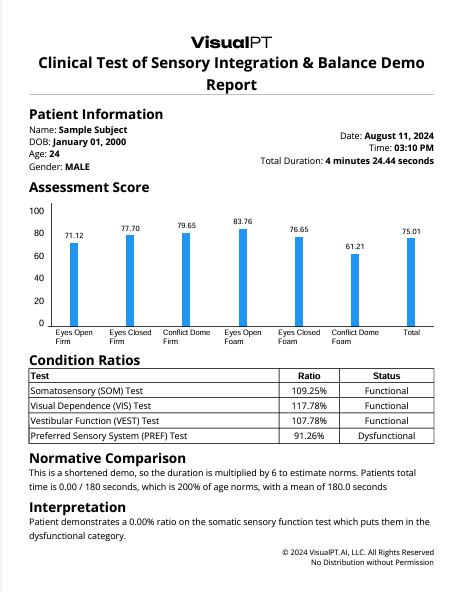 VisualPT
Clinical Test of Sensory Integration & Balance Demo
Report
Patient Information
Name: Sample Subject
DOB: January 01, 2000
Age: 24
Gender: MALE
Date: August 11, 2024
Time: 03:10 PM
Total Duration: 4 minutes 24.44 seconds
Assessment Score
100
80
60
40
20
0
71.12
77.70
79.65
83.76
76.65
61.21
75.01
Eyes Open
Firm
Eyes Closed
Firm
Conflict Dome
Firm
Eyes Open
Foam
Eyes Closed
Foam
Conflict Dome
Foam
Total
Condition Ratios
Test Ratio Status
Somatosensory (SOM) Test 109.25% Functional
Visual Dependence (VIS) Test 117.78% Functional
Vestibular Function (VEST) Test 107.78% Functional
Preferred Sensory System (PREF) Test 91.26% Dysfunctional
Normative Comparison
This is a shortened demo, so the duration is multiplied by 6 to estimate norms. Patients total
time is 0.00 / 180 seconds, which is 200% of age norms, with a mean of 180.0 seconds
Interpretation
Patient demonstrates a 0.00% ratio on the somatic sensory function test which puts them in the
dysfunctional category.
© 2024 VisualPT.AI, LLC. All Rights Reserved
No Distribution without Permission